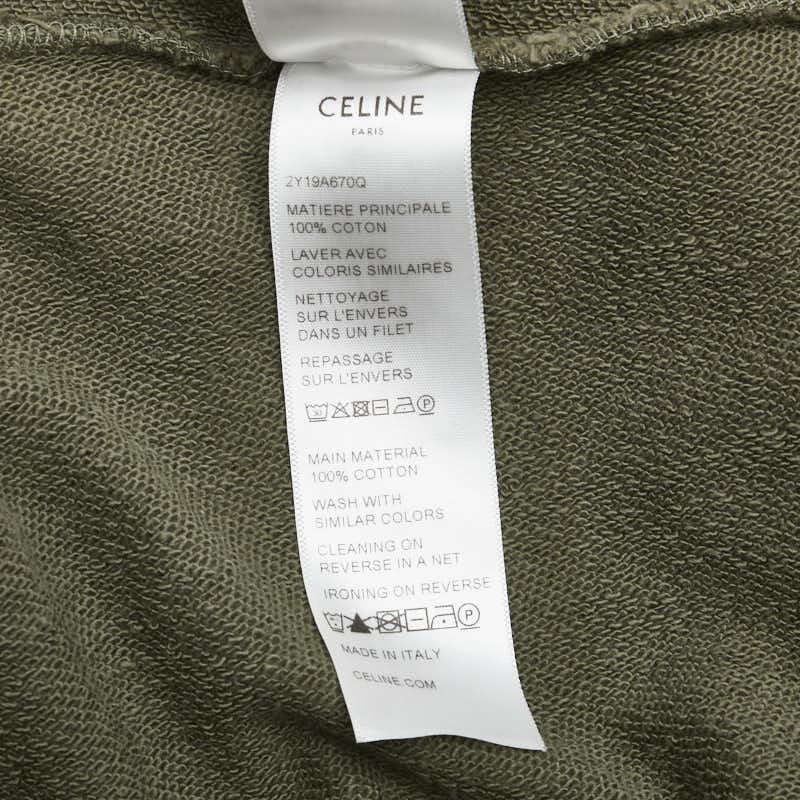 CELINE
PARIS
2Y19A670Q
MATIERE PRINCIPALE
100% COTON
LAVER AVEC
COLORIS SIMILAIRES
NETTOYAGE
SUR L'ENVERS
DANS UN FILET
REPASSAGE
SUR L'ENVERS
P
MAIN MATERIAL
100% COTTON
WASH WITH
SIMILAR COLORS
CLEANING ON
REVERSE IN A NET
IRONING ON REVERSE
P
MADE IN ITALY
CELINE.COM